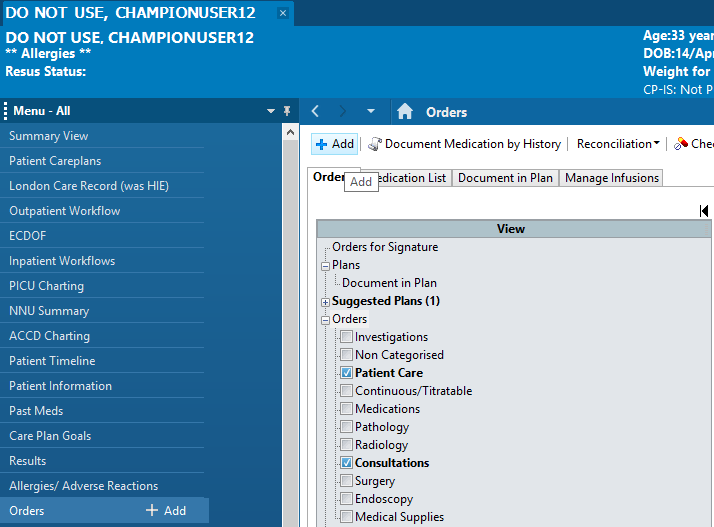 DO NOT USE, CHAMPIONUSER12 ×
DO NOT USE, CHAMPIONUSER12
** Allergies **
Resus Status:
Age:33 year
DOB:14/Apr
Weight for
CP-IS: Not P
Menu - All
Summary View
Patient Careplans
London Care Record (was HIE)
Outpatient Workflow
ECDOF
Inpatient Workflows
PICU Charting
NNU Summary
ACCD Charting
Patient Timeline
Patient Information
Past Meds
Care Plan Goals
Results
Allergies/ Adverse Reactions
Orders + Add
Orders
+ Add | Document Medication by History | Reconciliation | Chec
Order Medication List Document in Plan Manage Infusions
Add
View
Orders for Signature
Plans
Document in Plan
Suggested Plans (1)
Orders
Investigations
Non Categorised
Patient Care
Continuous/Titratable
Medications
Pathology
Radiology
Consultations
Surgery
Endoscopy
Medical Supplies